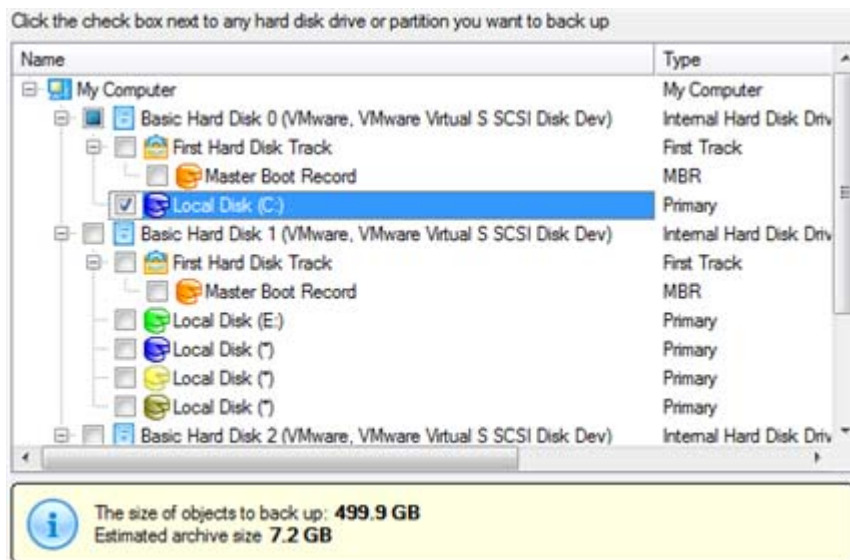 Click the check box next to any hard disk drive or partition you want to back up
Name Type
My Computer My Computer
Basic Hard Disk 0 (VMware, VMware Virtual S SCSI Disk Dev) Internal Hard Disk Driv
First Hard Disk Track First Track
Master Boot Record MBR
Local Disk (C:) Primary
Basic Hard Disk 1 (VMware, VMware Virtual S SCSI Disk Dev) Internal Hard Disk Driv
First Hard Disk Track First Track
Master Boot Record MBR
Local Disk (E:) Primary
Local Disk (*) Primary
Local Disk (*) Primary
Local Disk (*) Primary
Basic Hard Disk 2 (VMware, VMware Virtual S SCSI Disk Dev) Internal Hard Disk Driv
The size of objects to back up: 499.9 GB
Estimated archive size 7.2 GB